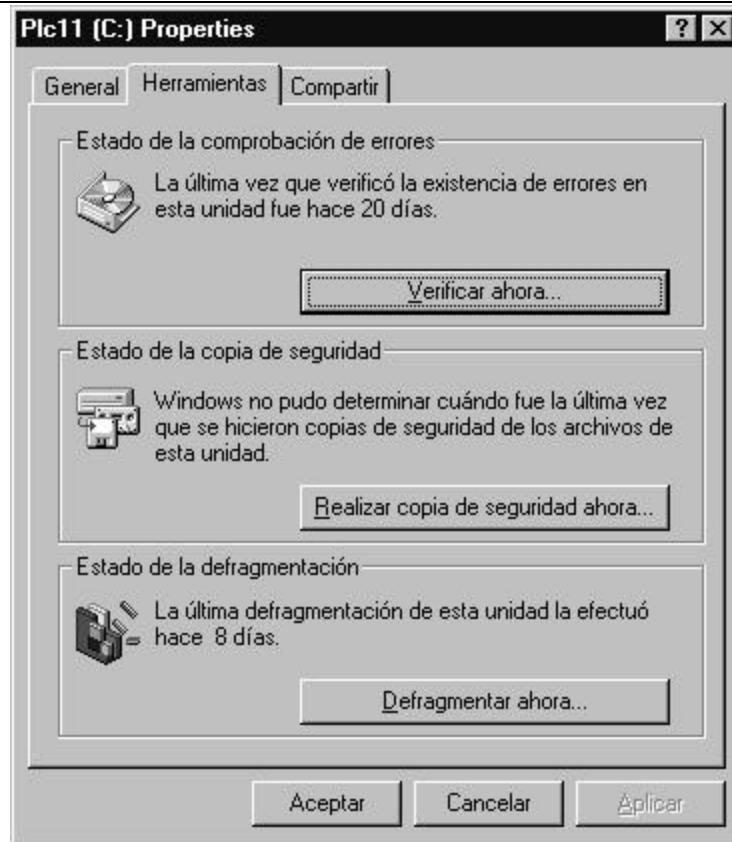 Plc11 (C:) Properties
General Herramientas Compartir
Estado de la comprobación de errores
La última vez que verificó la existencia de errores en
esta unidad fue hace 20 días.
Verificar ahora...
Estado de la copia de seguridad
Windows no pudo determinar cuándo fue la última vez
que se hicieron copias de seguridad de los archivos de
esta unidad.
Realizar copia de seguridad ahora...
Estado de la defragmentación
La última defragmentación de esta unidad la efectuó
hace 8 días.
Defragmentar ahora...
Aceptar Cancelar Aplicar